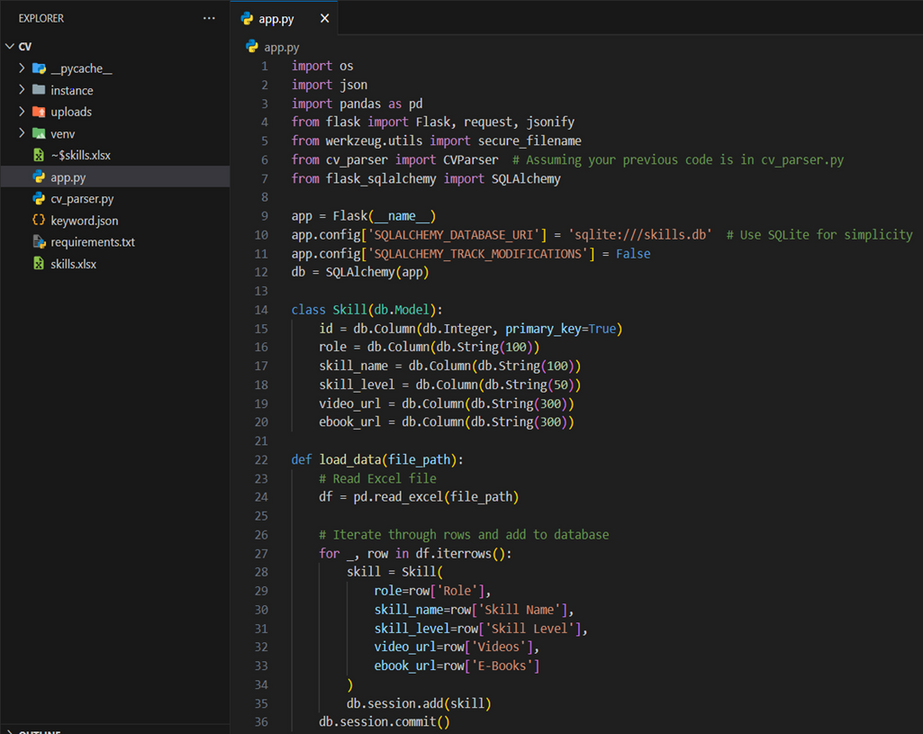 EXPLORER
···
CV
__pycache__
instance
uploads
venv
~$skills.xlsx
app.py
cv_parser.py
keyword.json
requirements.txt
skills.xlsx
OUTLINE
app.py
app.py
1 import os
2 import json
3 import pandas as pd
4 from flask import Flask, request, jsonify
5 from werkzeug.utils import secure_filename
6 from cv_parser import CVParser  # Assuming your previous code is in cv_parser.py
7 from flask_sqlalchemy import SQLAlchemy
8
9 app = Flask(__name__)
10 app.config['SQLALCHEMY_DATABASE_URI'] = 'sqlite:///skills.db'  # Use SQLite for simplicity
11 app.config['SQLALCHEMY_TRACK_MODIFICATIONS'] = False
12 db = SQLAlchemy(app)
13
14 class Skill(db.Model):
15     id = db.Column(db.Integer, primary_key=True)
16     role = db.Column(db.String(100))
17     skill_name = db.Column(db.String(100))
18     skill_level = db.Column(db.String(50))
19     video_url = db.Column(db.String(300))
20     ebook_url = db.Column(db.String(300))
21
22 def load_data(file_path):
23     # Read Excel file
24     df = pd.read_excel(file_path)
25
26     # Iterate through rows and add to database
27     for _, row in df.iterrows():
28         skill = Skill(
29             role=row['Role'],
30             skill_name=row['Skill Name'],
31             skill_level=row['Skill Level'],
32             video_url=row['Videos'],
33             ebook_url=row['E-Books']
34         )
35         db.session.add(skill)
36     db.session.commit()